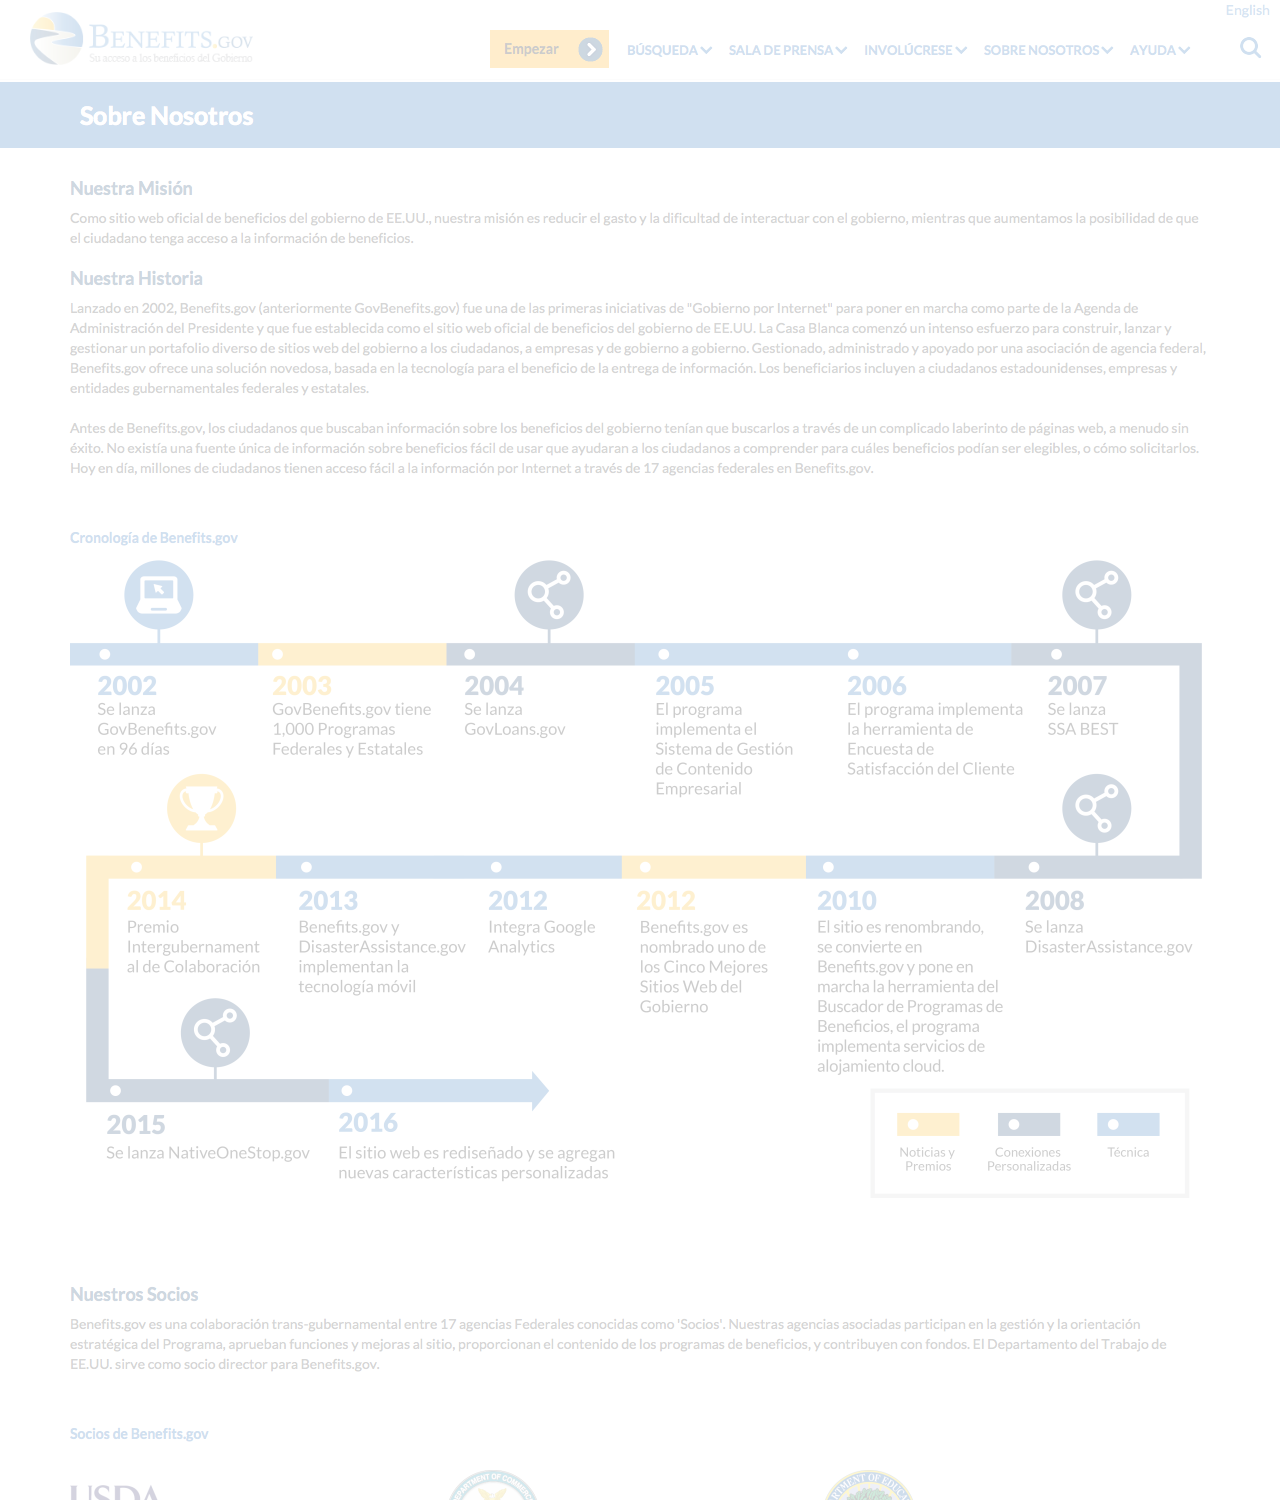 English
BENEFITS.GOV
Su acceso a los beneficios del Gobierno
Empezar
BÚSQUEDA
SALA DE PRENSA
INVOLÚCRESE
SOBRE NOSOTROS
AYUDA
Sobre Nosotros
Nuestra Misión
Como sitio web oficial de beneficios del gobierno de EE.UU., nuestra misión es reducir el gasto y la dificultad de interactuar con el gobierno, mientras que aumentamos la posibilidad de que
el ciudadano tenga acceso a la información de beneficios.
Nuestra Historia
Lanzado en 2002, Benefits.gov (anteriormente GovBenefits.gov) fue una de las primeras iniciativas de "Gobierno por Internet" para poner en marcha como parte de la Agenda de
Administración del Presidente y que fue establecida como el sitio web oficial de beneficios del gobierno de EE.UU. La Casa Blanca comenzó un intenso esfuerzo para construir, lanzar y
gestionar un portafolio diverso de sitios web del gobierno a los ciudadanos, a empresas y de gobierno a gobierno. Gestionado, administrado y apoyado por una asociación de agencia federal,
Benefits.gov ofrece una solución novedosa, basada en la tecnología para el beneficio de la entrega de información. Los beneficiarios incluyen a ciudadanos estadounidenses, empresas y
entidades gubernamentales federales y estatales.
Antes de Benefits.gov, los ciudadanos que buscaban información sobre los beneficios del gobierno tenían que buscarlos a través de un complicado laberinto de páginas web, a menudo sin
éxito. No existía una fuente única de información sobre beneficios fácil de usar que ayudaran a los ciudadanos a comprender para cuáles beneficios podían ser elegibles, o cómo solicitarlos.
Hoy en día, millones de ciudadanos tienen acceso fácil a la información por Internet a través de 17 agencias federales en Benefits.gov.
Cronología de Benefits.gov
2002
Se lanza
GovBenefits.gov
en 96 días
2003
GovBenefits.gov tiene
1,000 Programas
Federales y Estatales
2004
Se lanza
GovLoans.gov
2005
El programa
implementa el
Sistema de Gestión
de Contenido
Empresarial
2006
El programa implementa
la herramienta de
Encuesta de
Satisfacción del Cliente
2007
Se lanza
SSA BEST
2014
Premio
Intergubernament
al de Colaboración
2013
Benefits.gov y
DisasterAssistance.gov
implementan la
tecnología móvil
2012
Integra Google
Analytics
2012
Benefits.gov es
nombrado uno de
los Cinco Mejores
Sitios Web del
Gobierno
2010
El sitio es renombrando,
se convierte en
Benefits.gov y pone en
marcha la herramienta del
Buscador de Programas de
Beneficios, el programa
implementa servicios de
alojamiento cloud.
2008
Se lanza
DisasterAssistance.gov
2015
Se lanza NativeOneStop.gov
2016
El sitio web es rediseñado y se agregan
nuevas características personalizadas
Noticias y
Premios
Conexiones
Personalizadas
Técnica
Nuestros Socios
Benefits.gov es una colaboración trans-gubernamental entre 17 agencias Federales conocidas como 'Socios'. Nuestras agencias asociadas participan en la gestión y la orientación
estratégica del Programa, aprueban funciones y mejoras al sitio, proporcionan el contenido de los programas de beneficios, y contribuyen con fondos. El Departamento del Trabajo de
EE.UU. sirve como socio director para Benefits.gov.
Socios de Benefits.gov
USDA